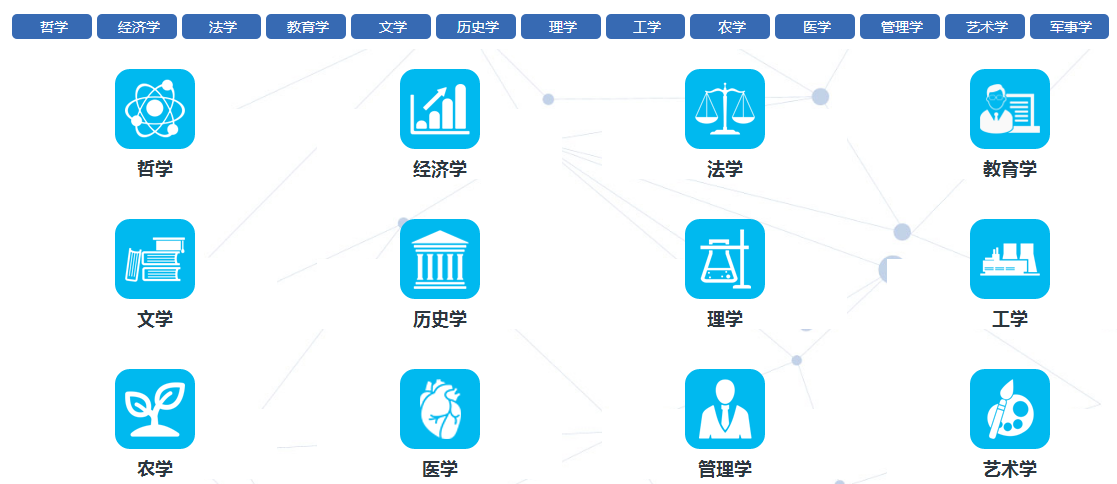 哲学 经济学 法学 教育学 文学 历史学 理学 工学 农学 医学 管理学 艺术学 军事学
哲学 经济学 法学 教育学
文学 历史学 理学 工学
农学 医学 管理学 艺术学